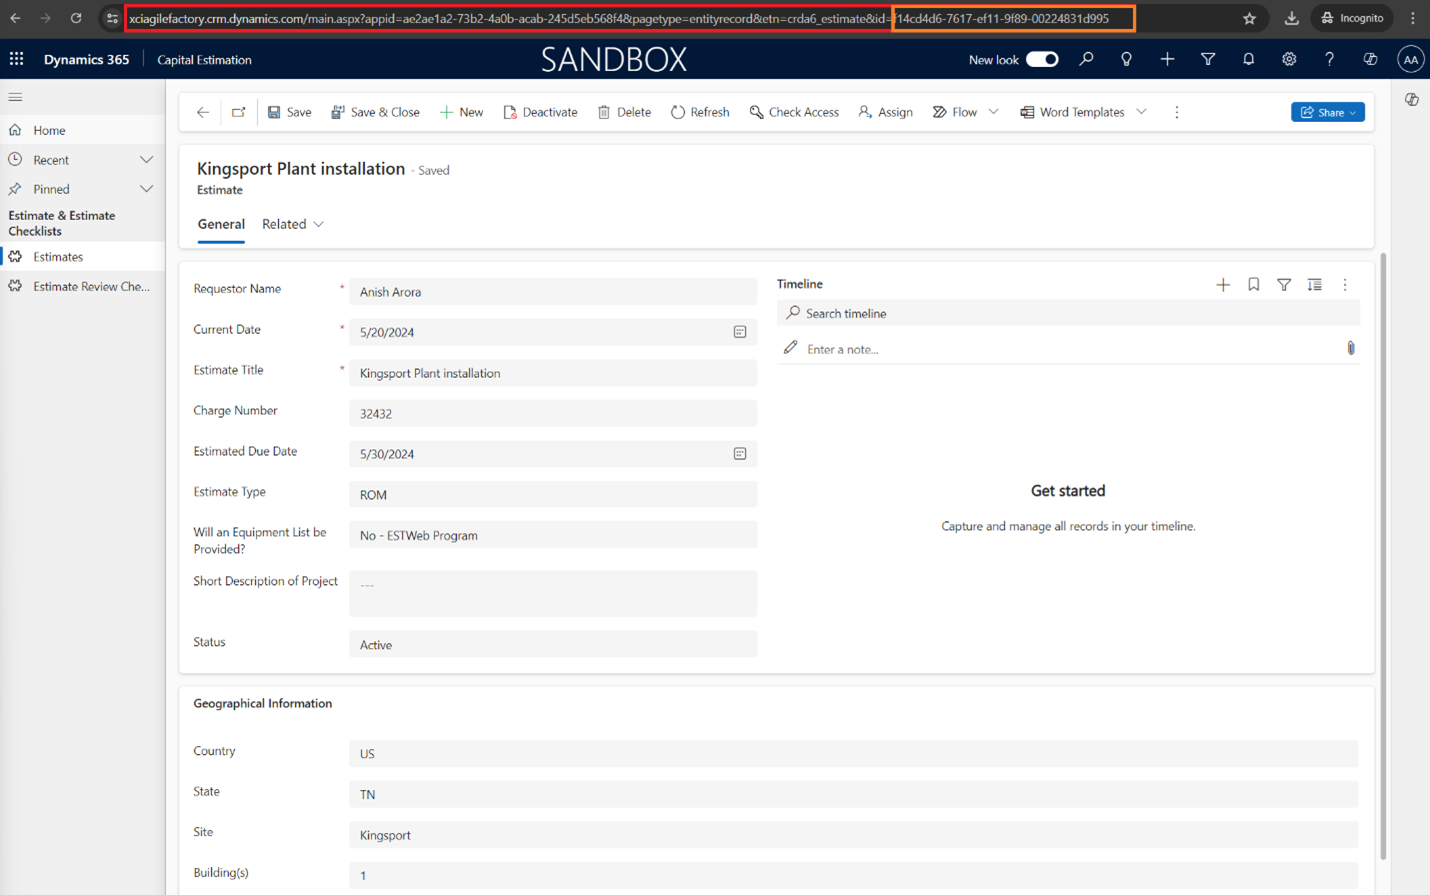 xciagilefactory.crm.dynamics.com/main.aspx?appid=ae2ae1a2-73b2-4a0b-acab-245d5eb568f4&pagetype=entityrecord&etn=crda6_estimate&id=f14cd4d6-7617-ef11-9f89-00224831d995
Incognito
Dynamics 365
Capital Estimation
SANDBOX
New look
AA
Save
Save & Close
New
Deactivate
Delete
Refresh
Check Access
Assign
Flow
Word Templates
Share
Home
Recent
Pinned
Estimate & Estimate
Checklists
Estimates
Estimate Review Che...
Kingsport Plant installation - Saved
Estimate
General
Related
Requestor Name *
Anish Arora
Current Date *
5/20/2024
Estimate Title *
Kingsport Plant installation
Charge Number
32432
Estimated Due Date
5/30/2024
Estimate Type
ROM
Will an Equipment List be
Provided?
No - ESTWeb Program
Short Description of Project
---
Status
Active
Timeline
Search timeline
Enter a note...
Get started
Capture and manage all records in your timeline.
Geographical Information
Country
US
State
TN
Site
Kingsport
Building(s)
1